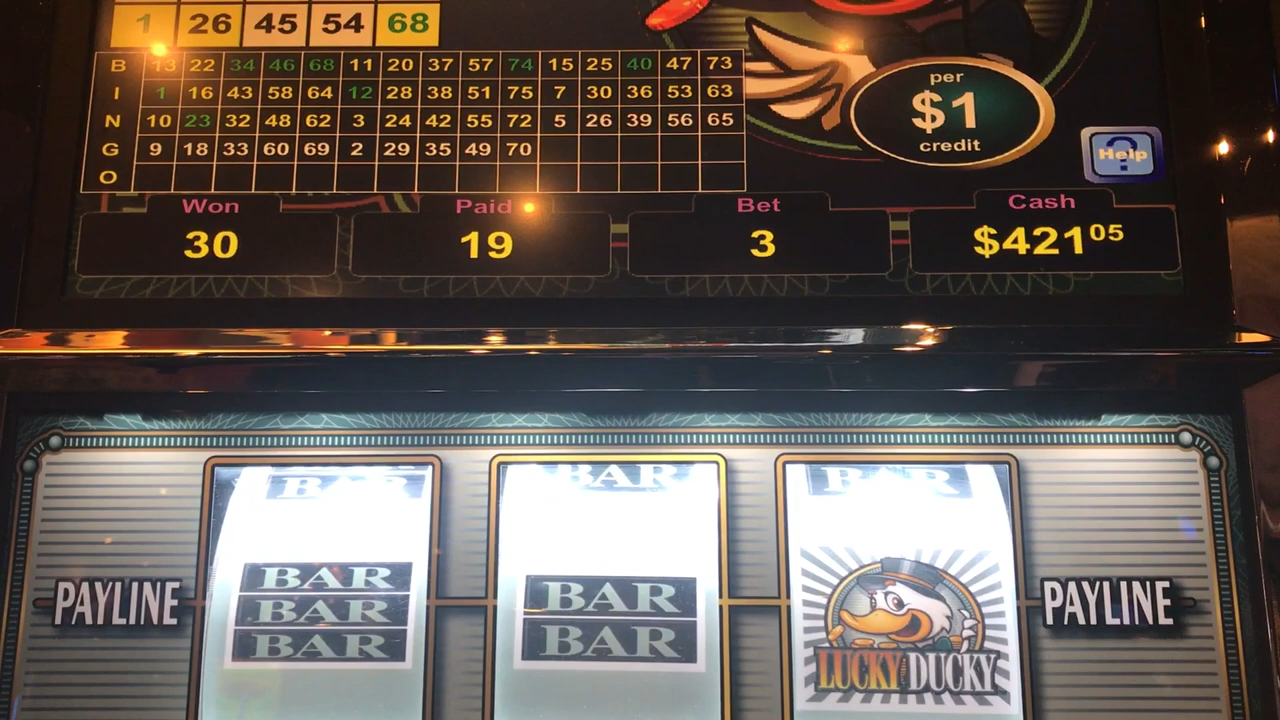 1 26 45 54 68
B 13 22 34 46 68 11 20 37 57 74 15 25 40 47 73
I 1 16 43 58 64 12 28 38 51 75 7 30 36 53 63
N 10 23 32 48 62 3 24 42 55 72 5 26 39 56 65
G 9 18 33 60 69 2 29 35 49 70
O
per
$1
credit
Help
Won Paid Bet Cash
30 19 3 $421 05
BAR BAR BAR
PAYLINE
BAR
BAR
BAR
BAR
BAR
LUCKY DUCKY
PAYLINE